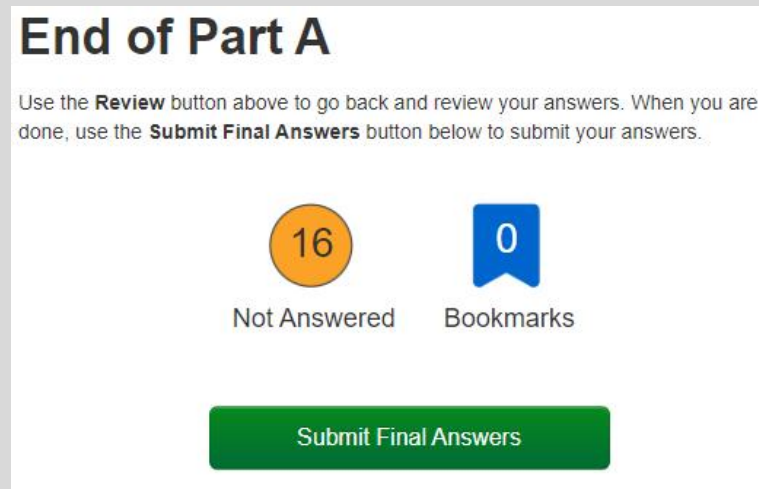 End of Part A
Use the Review button above to go back and review your answers. When you are
done, use the Submit Final Answers button below to submit your answers.
16
0
Not Answered
Bookmarks
Submit Final Answers